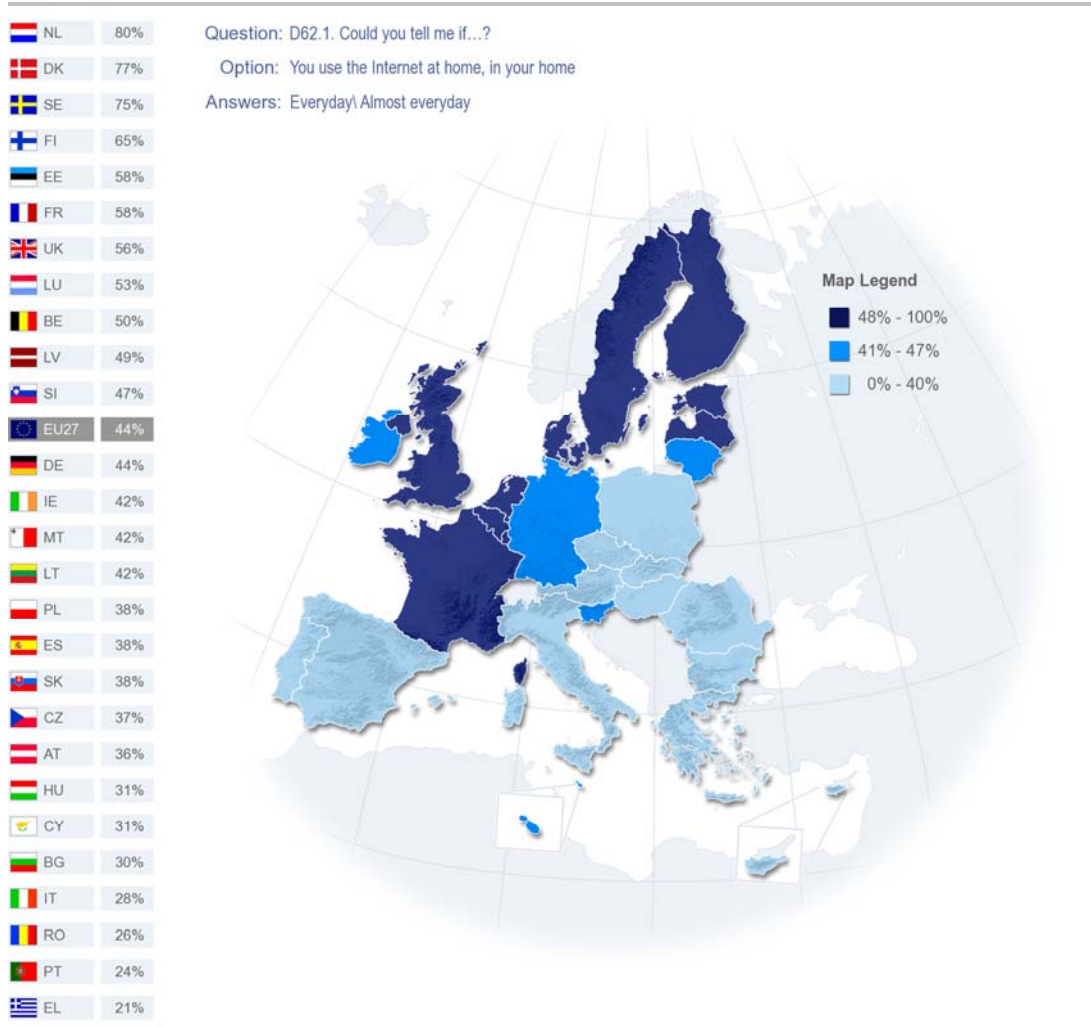 NL 80%
DK 77%
SE 75%
FI 65%
EE 58%
FR 58%
UK 56%
LU 53%
BE 50%
LV 49%
SI 47%
EU27 44%
DE 44%
IE 42%
MT 42%
LT 42%
PL 38%
ES 38%
SK 38%
CZ 37%
AT 36%
HU 31%
CY 31%
BG 30%
IT 28%
RO 26%
PT 24%
EL 21%
Question: D62.1. Could you tell me if…?
Option: You use the Internet at home, in your home
Answers: Everyday\ Almost everyday
Map Legend
48% - 100%
41% - 47%
0% - 40%